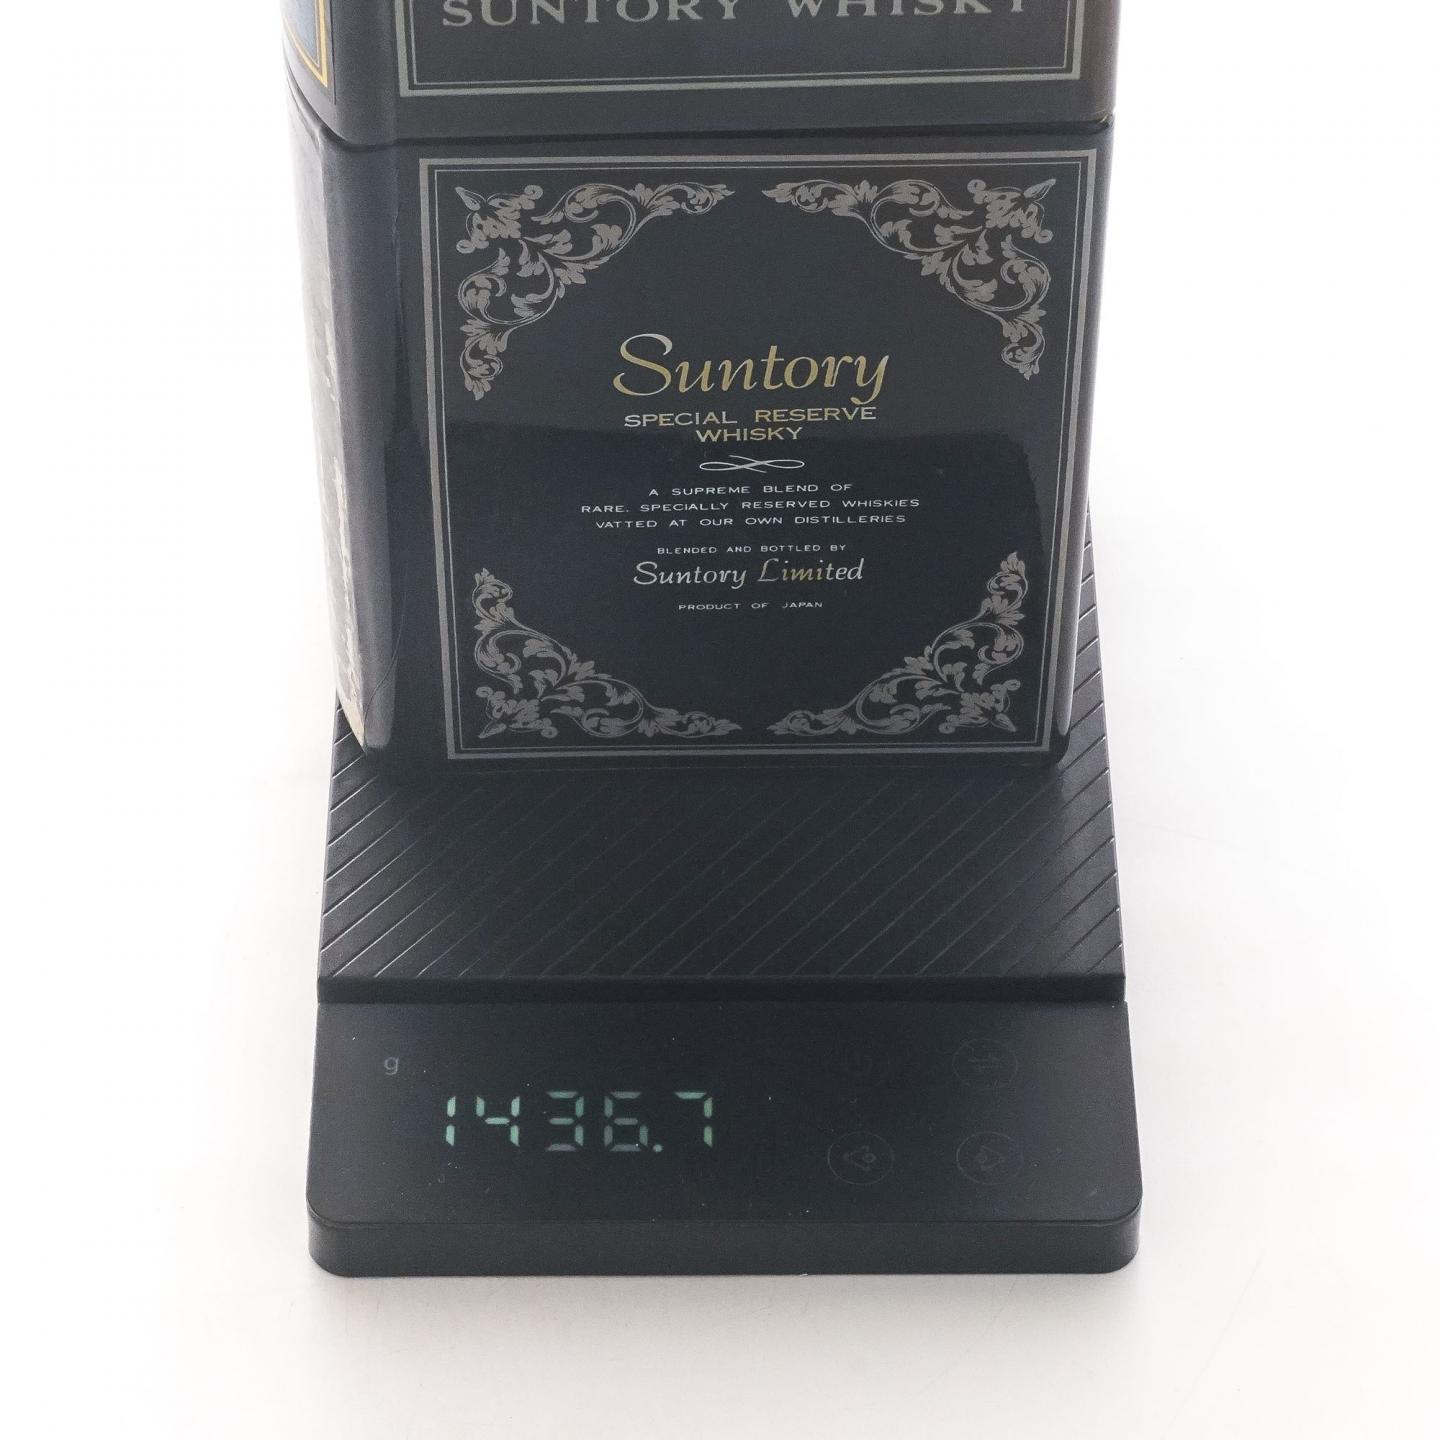 SUNTORY WHISKY
Suntory
SPECIAL RESERVE
WHISKY
A SUPREME BLEND OF
RARE. SPECIALLY RESERVED WHISKIES
VATTED AT OUR OWN DISTILLERIES
BLENDED AND BOTTLED BY
Suntory Limited
PRODUCT OF JAPAN
g
1436.7